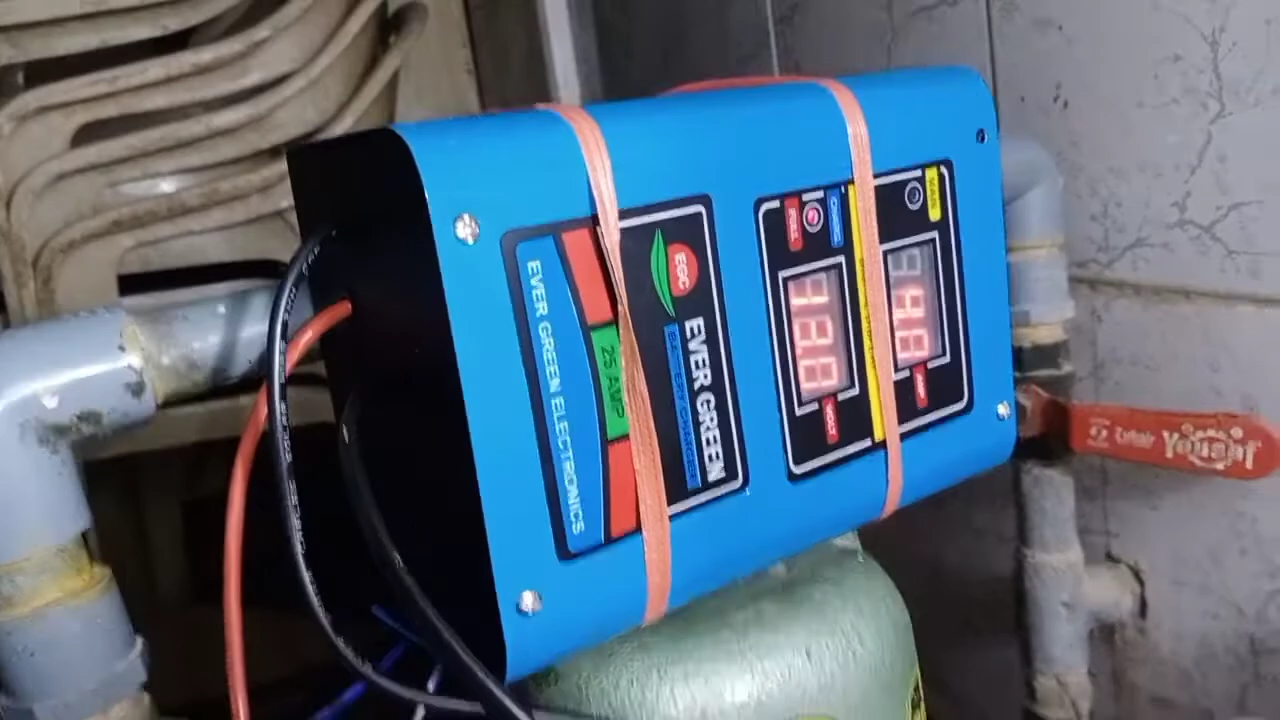 MAIN
FULL
CHARGE
VOLT
AMP
EGC
EVER GREEN
BATTERY CHARGER
25 AMP
EVER GREEN ELECTRONICS
Yousaf